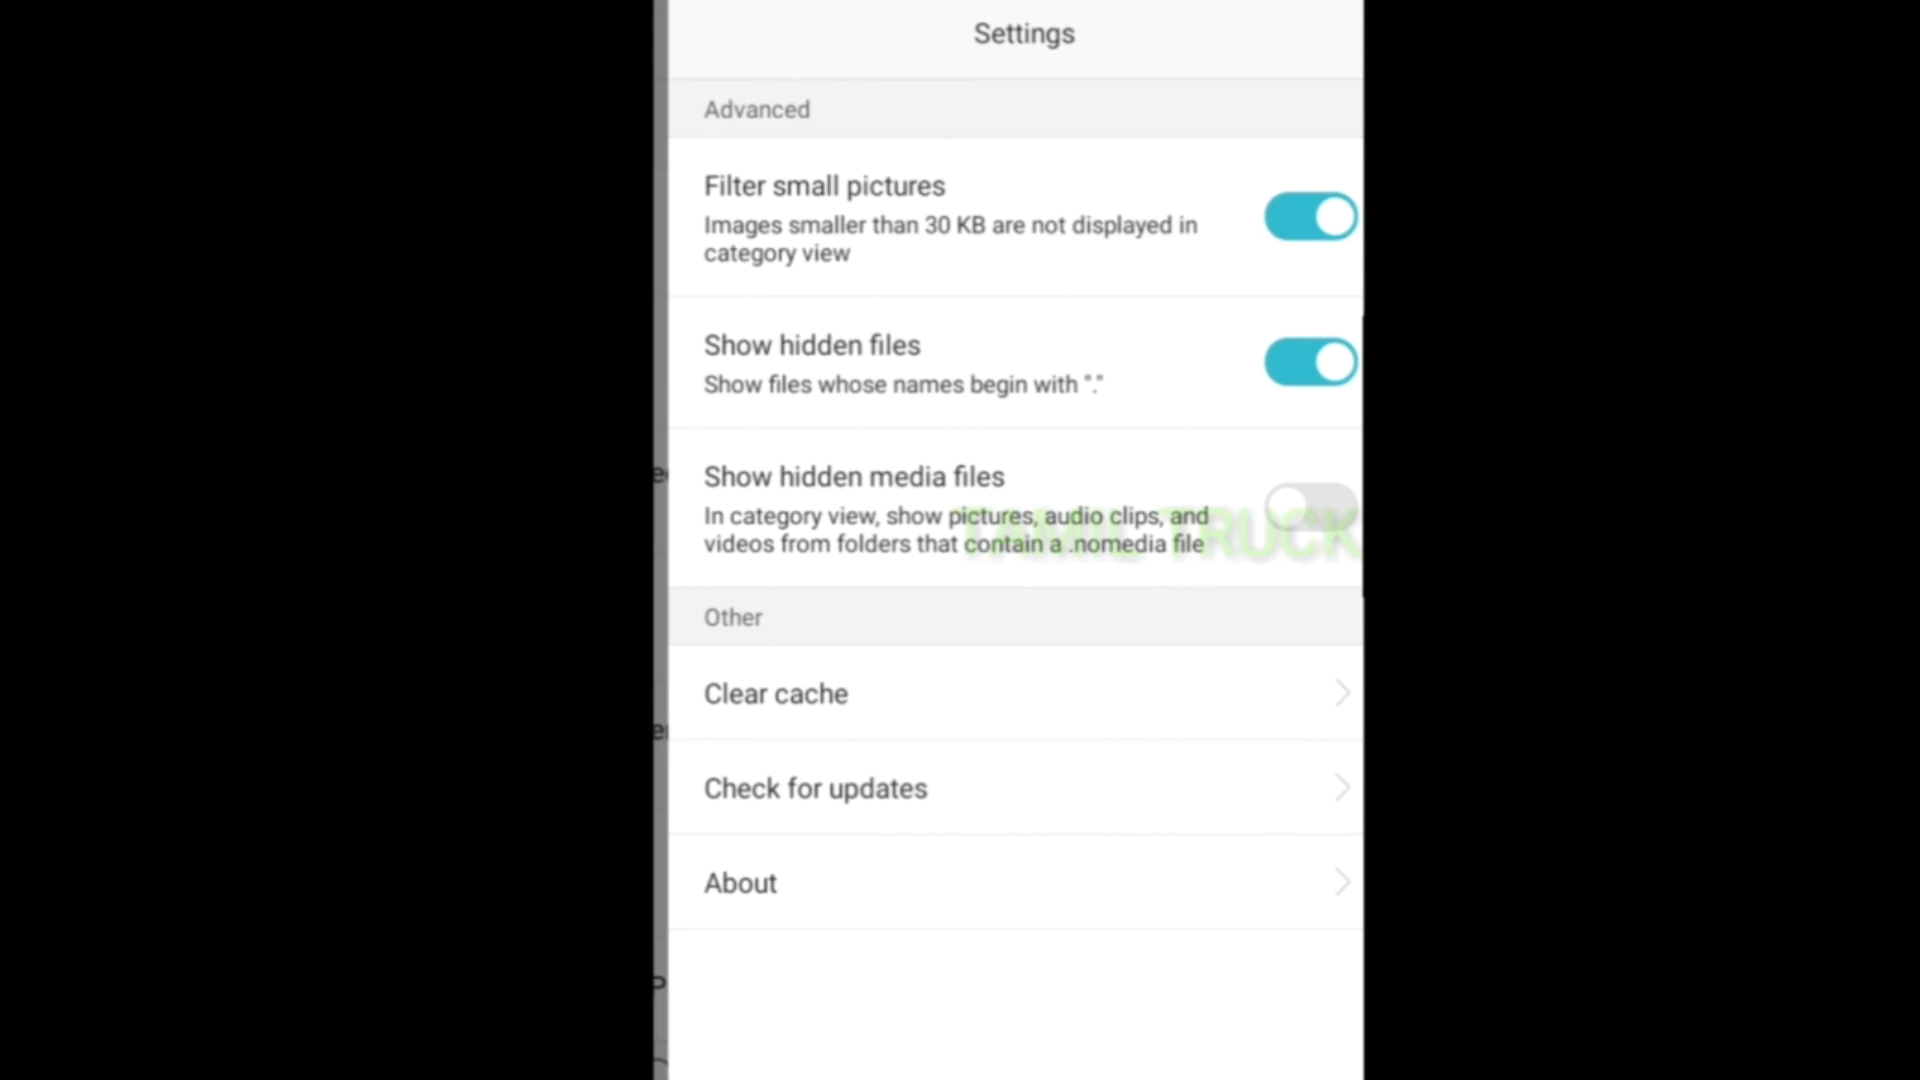 Settings
Advanced
Filter small pictures
Images smaller than 30 KB are not displayed in
category view
Show hidden files
Show files whose names begin with "."
Show hidden media files
In category view, show pictures, audio clips, and
videos from folders that contain a .nomedia file
TAMIL TRUCK
Other
Clear cache
Check for updates
About